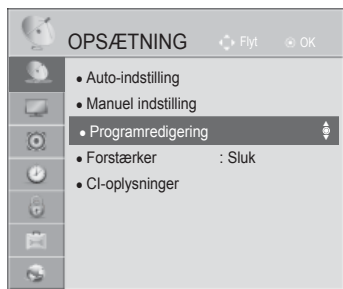 OPSÆTNING Flyt OK
• Auto-indstilling
• Manuel indstilling
• Programredigering
• Forstærker : Sluk
• CI-oplysninger